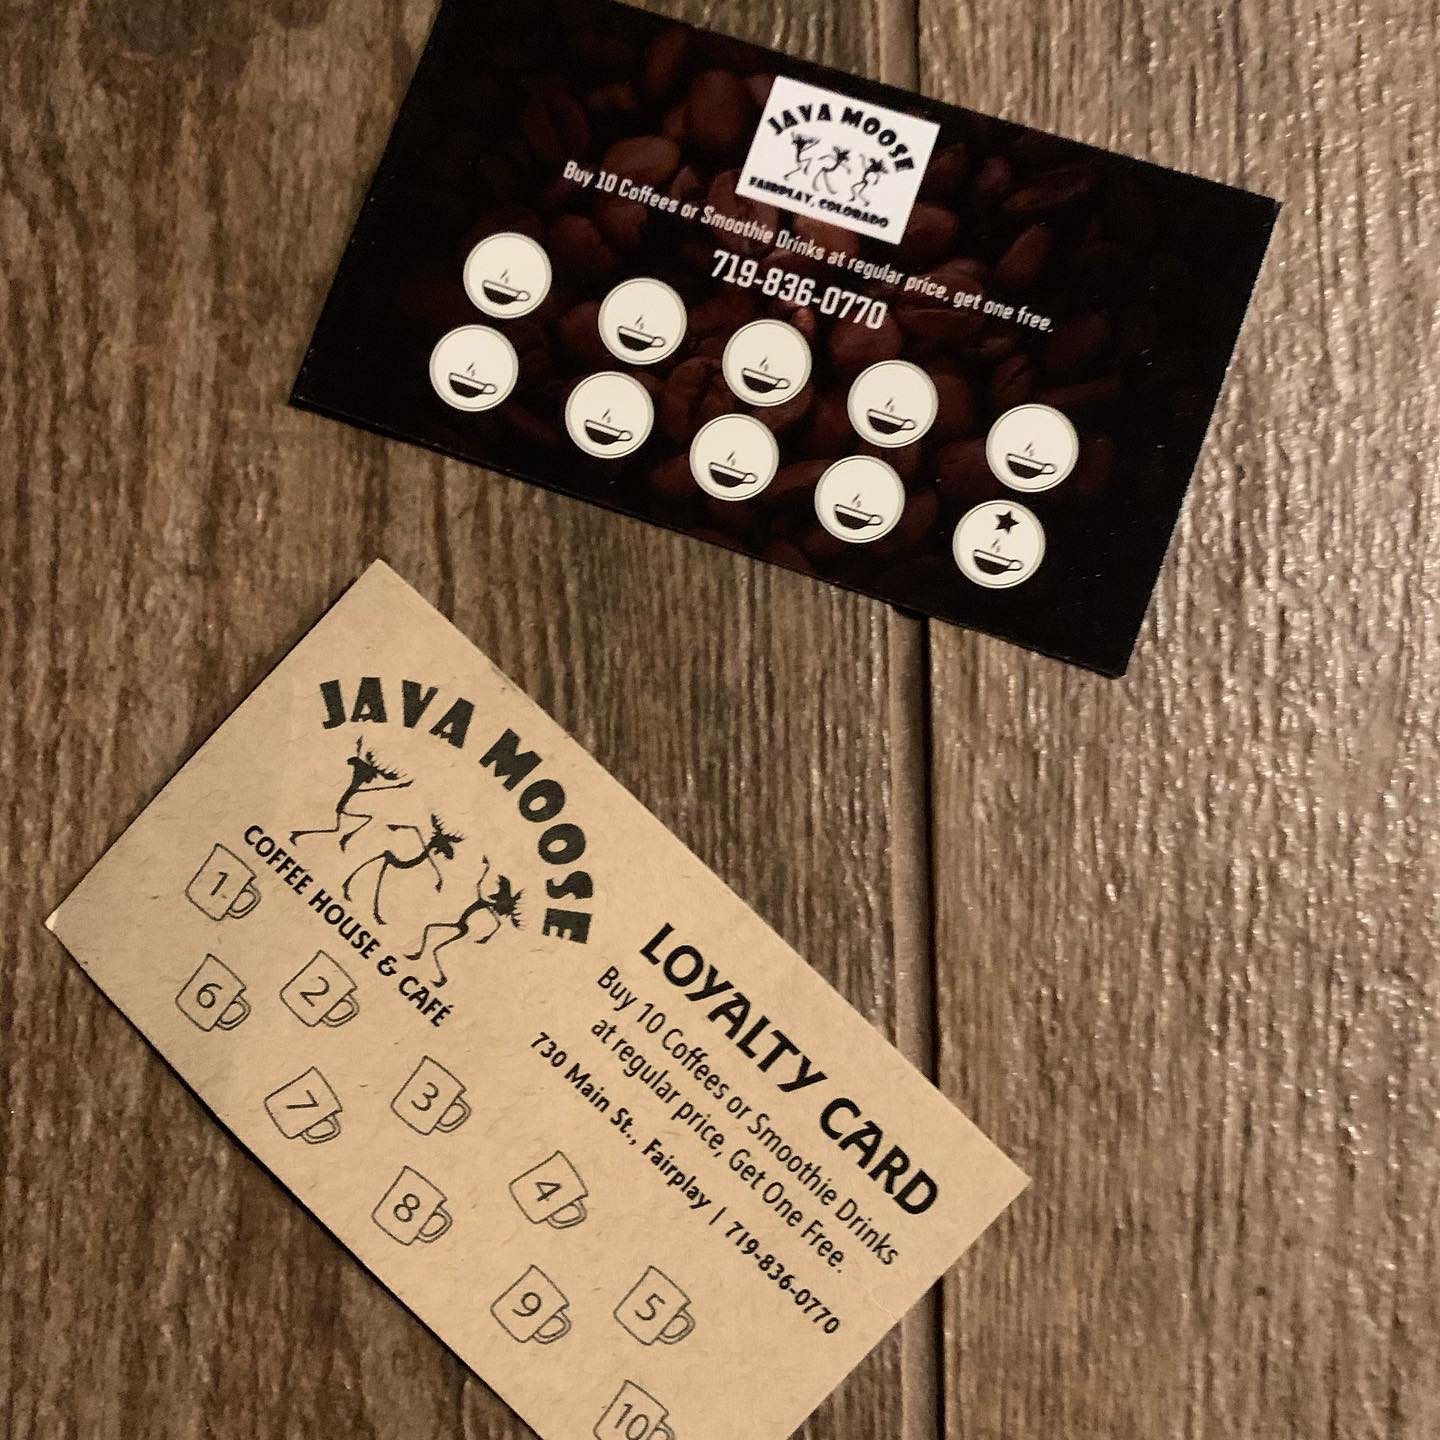 JAVA MOOSE
FAIRPLAY, COLORADO
Buy 10 Coffees or Smoothie Drinks at regular price, get one free.
719-836-0770
JAVA MOOSE
COFFEE HOUSE & CAFÉ
LOYALTY CARD
Buy 10 Coffees or Smoothie Drinks
at regular price, Get One Free.
730 Main St., Fairplay | 719-836-0770
1 2 3 4 5
6 7 8 9 10